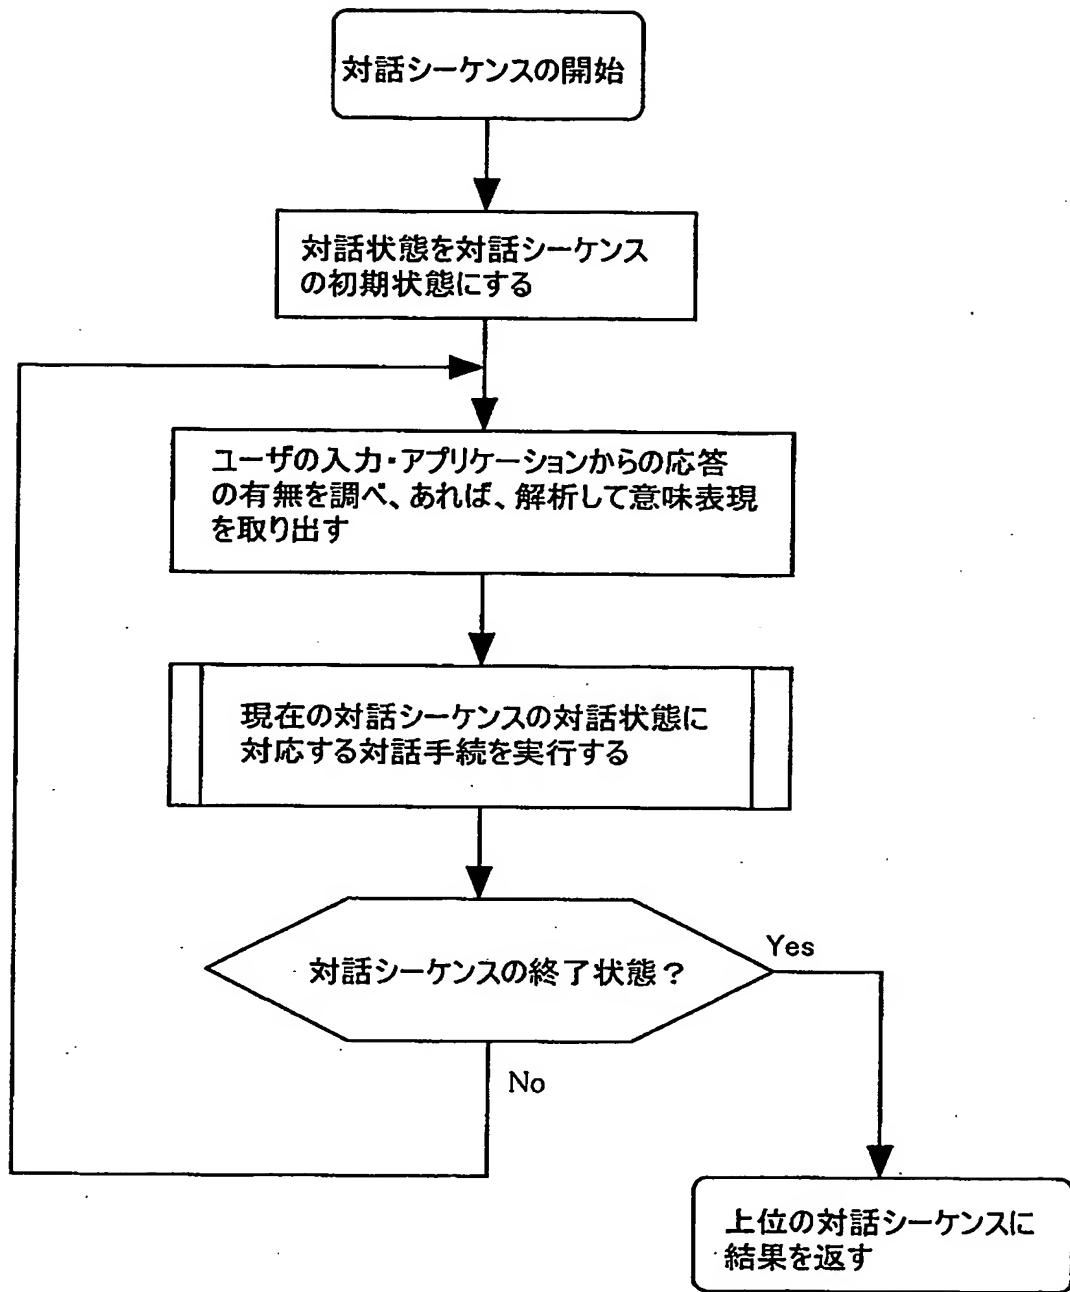 対話シーケンスの開始
対話状態を対話シーケンス
の初期状態にする
ユーザの入力・アプリケーションからの応答
の有無を調べ、あれば、解析して意味表現
を取り出す
現在の対話シーケンスの対話状態に
対応する対話手続を実行する
対話シーケンスの終了状態？
Yes
No
上位の対話シーケンスに
結果を返す